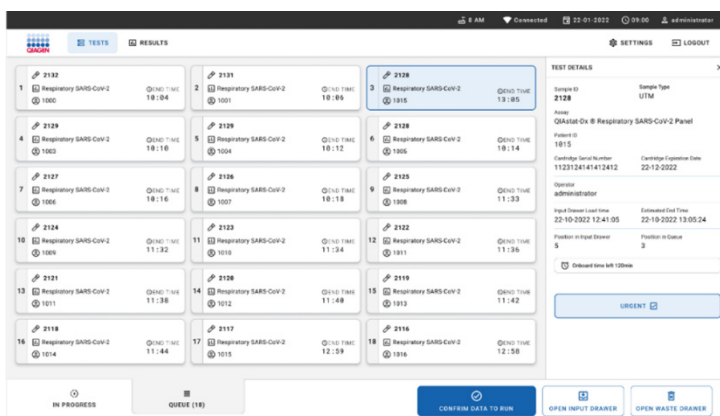 8 AM Connected 22-01-2022 09:00 administrator
QIAGEN TESTS RESULTS SETTINGS LOGOUT
1 2132 Respiratory SARS-CoV-2 1000 END TIME 10:04
2 2131 Respiratory SARS-CoV-2 1001 END TIME 10:06
3 2128 Respiratory SARS-CoV-2 1015 END TIME 13:05
4 2129 Respiratory SARS-CoV-2 1003 END TIME 10:10
5 2129 Respiratory SARS-CoV-2 1004 END TIME 10:12
6 2128 Respiratory SARS-CoV-2 1005 END TIME 10:14
7 2127 Respiratory SARS-CoV-2 1006 END TIME 10:16
8 2126 Respiratory SARS-CoV-2 1007 END TIME 10:18
9 2125 Respiratory SARS-CoV-2 1008 END TIME 11:33
10 2124 Respiratory SARS-CoV-2 1009 END TIME 11:32
11 2123 Respiratory SARS-CoV-2 1010 END TIME 11:34
12 2122 Respiratory SARS-CoV-2 1011 END TIME 11:36
13 2121 Respiratory SARS-CoV-2 1011 END TIME 11:38
14 2120 Respiratory SARS-CoV-2 1012 END TIME 11:40
15 2119 Respiratory SARS-CoV-2 1013 END TIME 11:42
16 2118 Respiratory SARS-CoV-2 1014 END TIME 11:44
17 2117 Respiratory SARS-CoV-2 1015 END TIME 12:59
18 2116 Respiratory SARS-CoV-2 1016 END TIME 12:58
TEST DETAILS
Sample ID Sample Type
2128 UTM
Assay
QIAstat-Dx ® Respiratory SARS-CoV-2 Panel
Patient ID
1015
Cartridge Serial Number Cartridge Expiration Date
1123124141412412 22-12-2022
Operator
administrator
Input Drawer Load time Estimated End Time
22-10-2022 12:41:05 22-10-2022 13:05:24
Position in Input Drawer Position in Queue
5 3
Onboard time left 120min
URGENT
IN PROGRESS QUEUE (18) CONFRIM DATA TO RUN OPEN INPUT DRAWER OPEN WASTE DRAWER